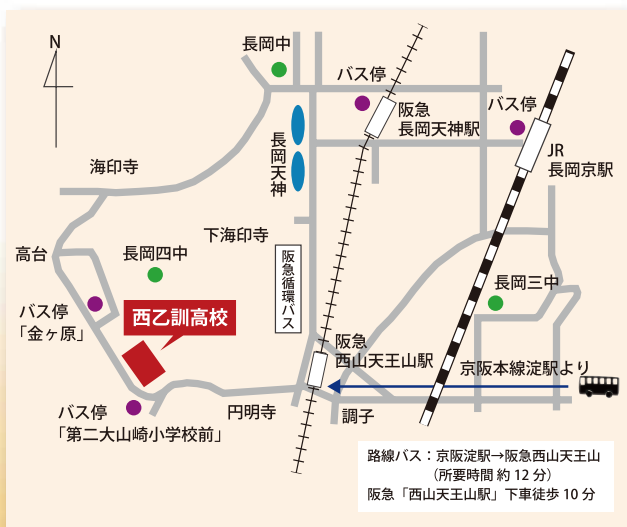 N
長岡中
バス停
バス停
阪急
長岡天神駅
JR
長岡京駅
長岡天神
海印寺
下海印寺
高台
長岡四中
阪急循環バス
長岡三中
バス停
「金ヶ原」
西乙訓高校
阪急
西山天王山駅
京阪本線淀駅より
円明寺
調子
バス停
「第二大山崎小学校前」
路線バス：京阪淀駅→阪急西山天王山
（所要時間 約 12 分）
阪急「西山天王山駅」下車徒歩 10 分